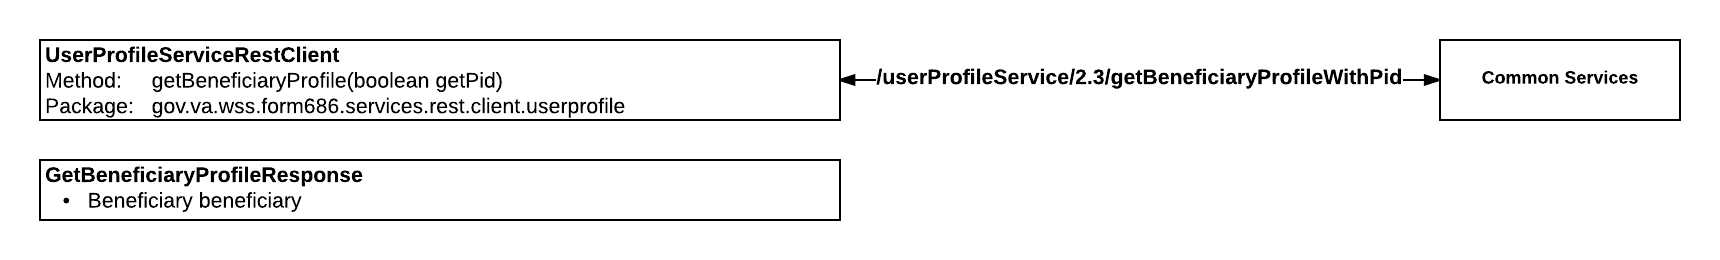 UserProfileServiceRestClient
Method: getBeneficiaryProfile(boolean getPid)
Package: gov.va.wss.form686.services.rest.client.userprofile
/userProfileService/2.3/getBeneficiaryProfileWithPid
Common Services
GetBeneficiaryProfileResponse
• Beneficiary beneficiary